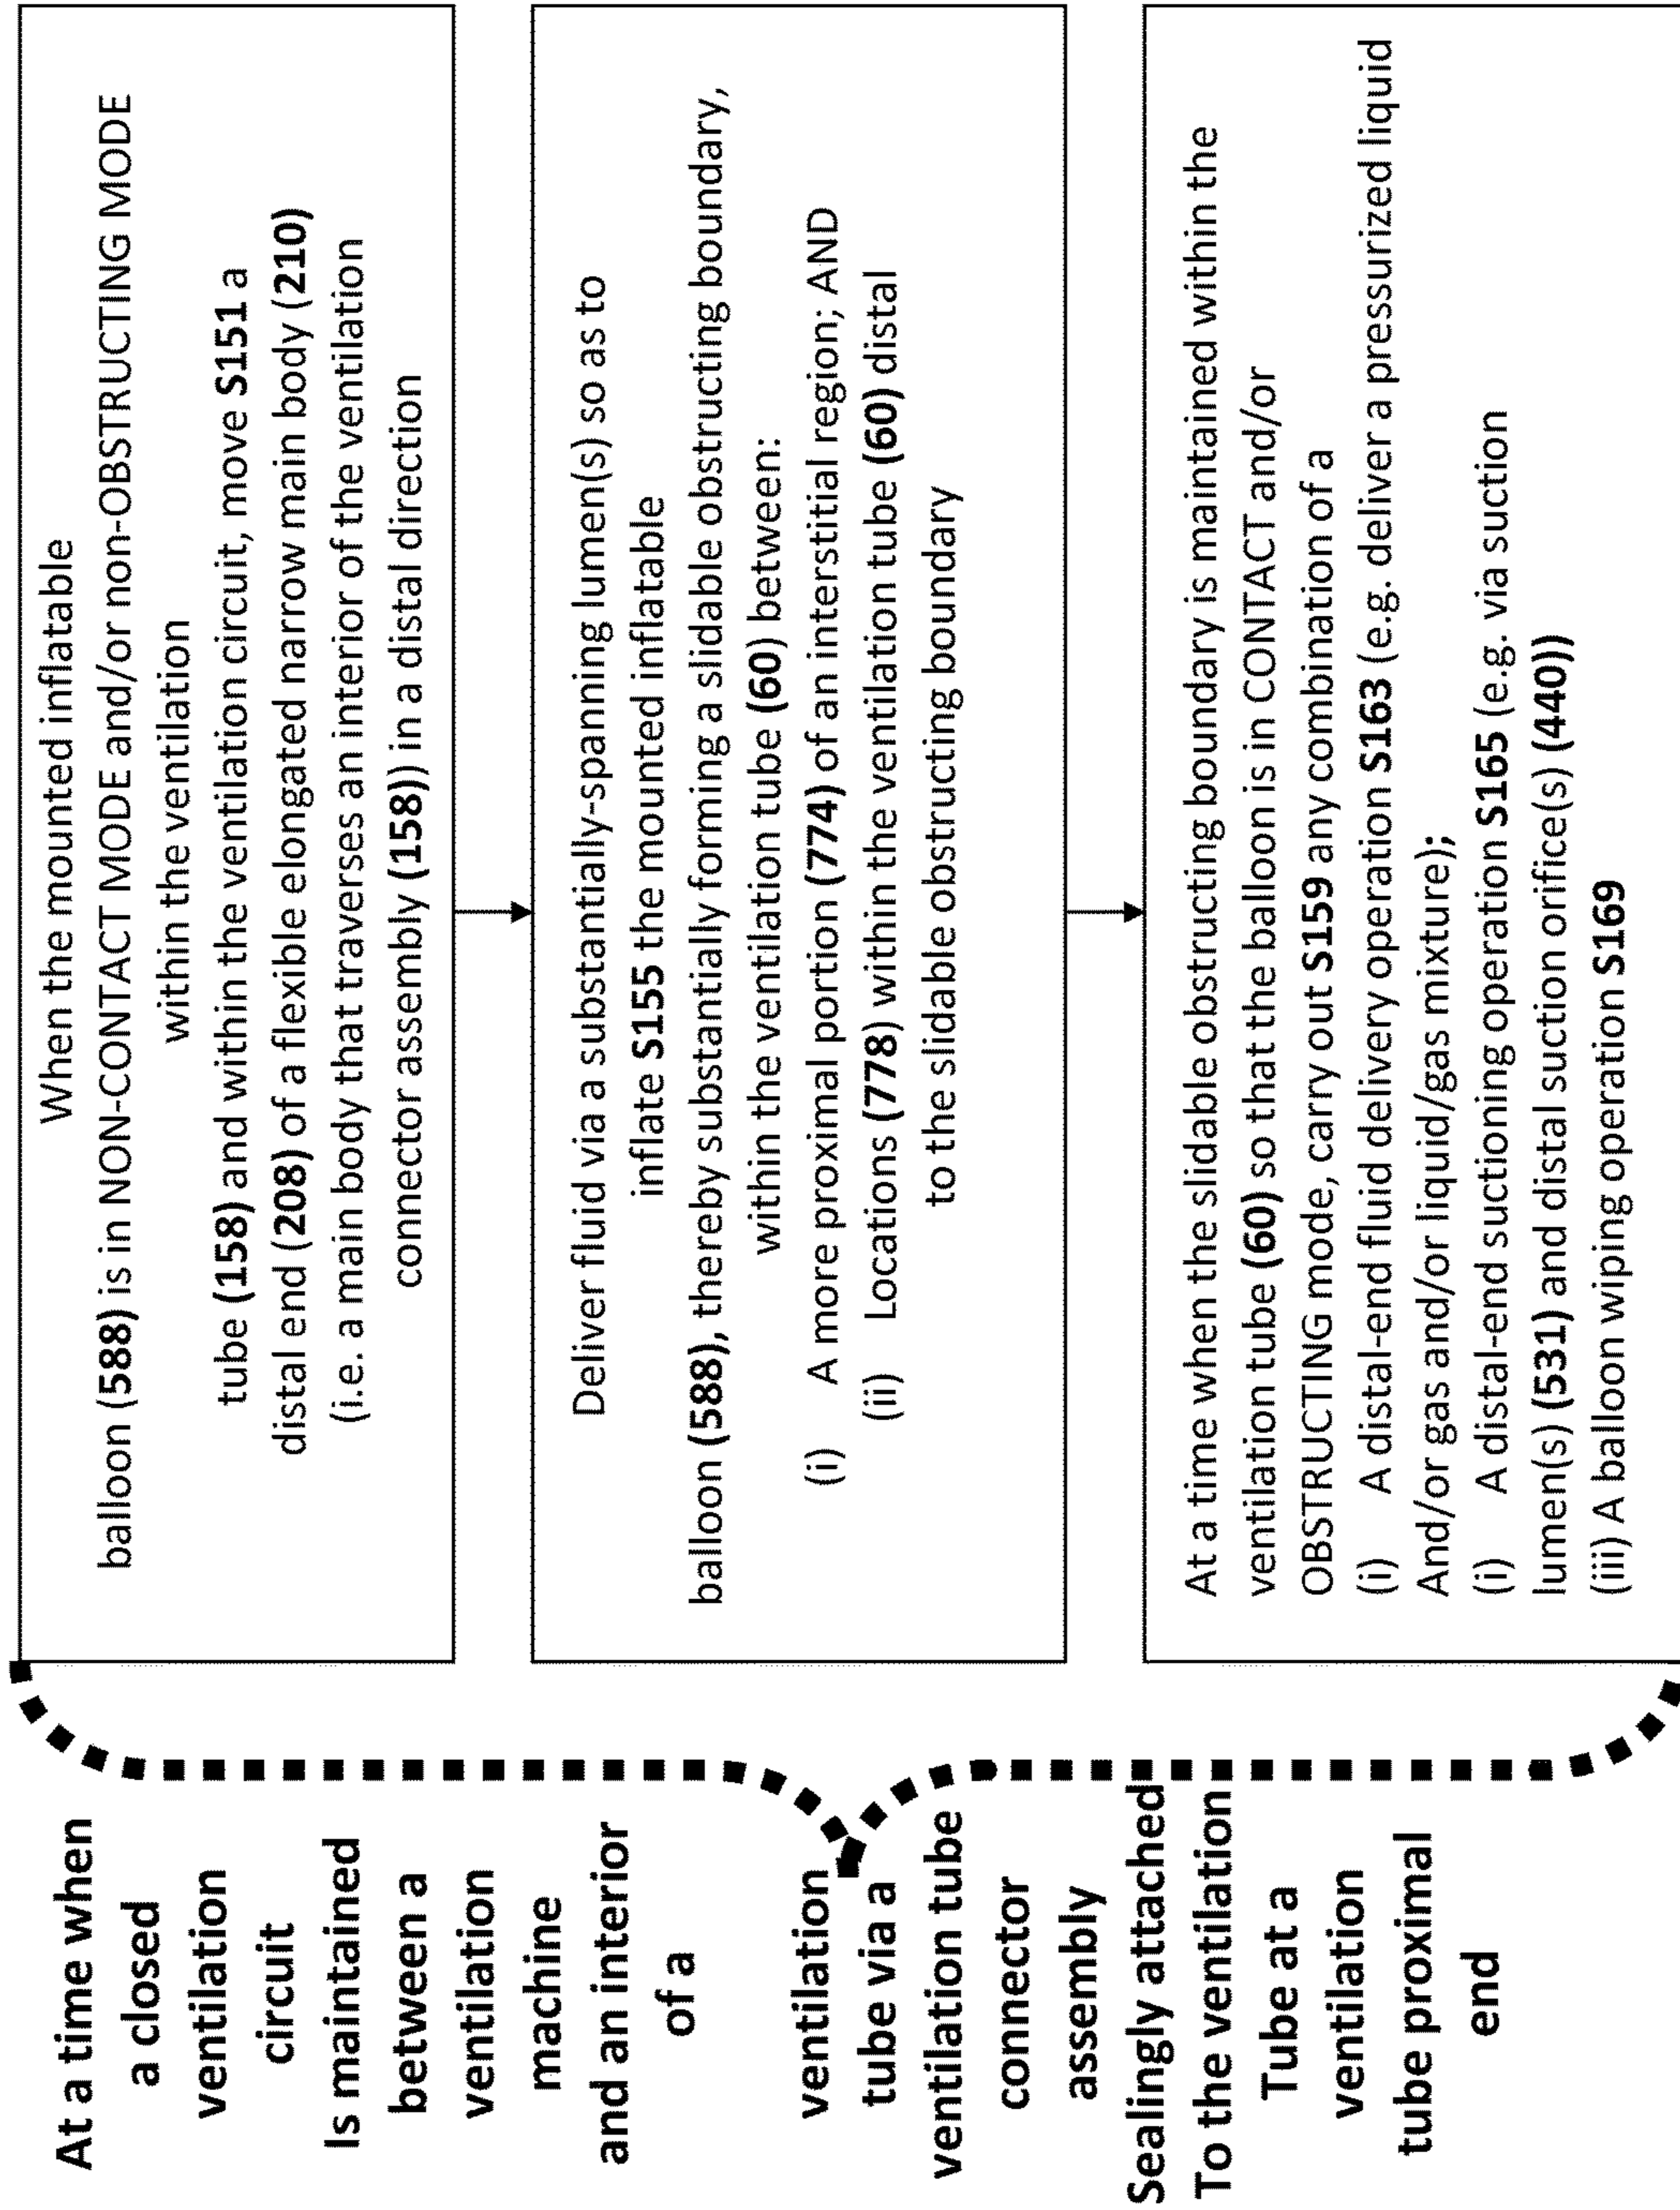 At a time when
a closed
ventilation
circuit
Is maintained
between a
ventilation
machine
and an interior
of a
ventilation
tube via a
ventilation tube
connector
assembly
Sealingly attached
To the ventilation
Tube at a
ventilation
tube proximal
end
When the mounted inflatable
balloon (588) is in NON-CONTACT MODE and/or non-OBSTRUCTING MODE
within the ventilation
tube (158) and within the ventilation circuit, move S151 a
distal end (208) of a flexible elongated narrow main body (210)
(i.e. a main body that traverses an interior of the ventilation
connector assembly (158)) in a distal direction
Deliver fluid via a substantially-spanning lumen(s) so as to
inflate S155 the mounted inflatable
balloon (588), thereby substantially forming a slidable obstructing boundary,
within the ventilation tube (60) between:
(i) A more proximal portion (774) of an interstitial region; AND
(ii) Locations (778) within the ventilation tube (60) distal
to the slidable obstructing boundary
At a time when the slidable obstructing boundary is maintained within the
ventilation tube (60) so that the balloon is in CONTACT and/or
OBSTRUCTING mode, carry out S159 any combination of a
(i) A distal-end fluid delivery operation S163 (e.g. deliver a pressurized liquid
And/or gas and/or liquid/gas mixture);
(i) A distal-end suctioning operation S165 (e.g. via suction
lumen(s) (531) and distal suction orifice(s) (440))
(iii) A balloon wiping operation S169